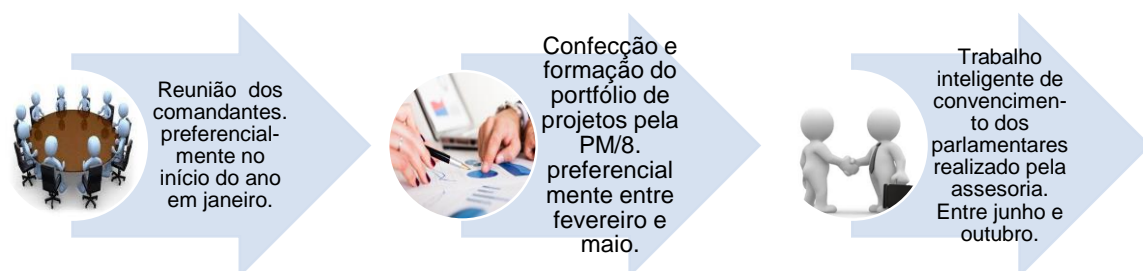 Reunião dos
comandantes.
preferencial-
mente no
início do ano
em janeiro.
Confecção e
formação do
portfólio de
projetos pela
PM/8.
preferencial
mente entre
fevereiro e
maio.
Trabalho
inteligente de
convencimen-
to dos
parlamentares
realizado pela
assesoria.
Entre junho e
outubro.